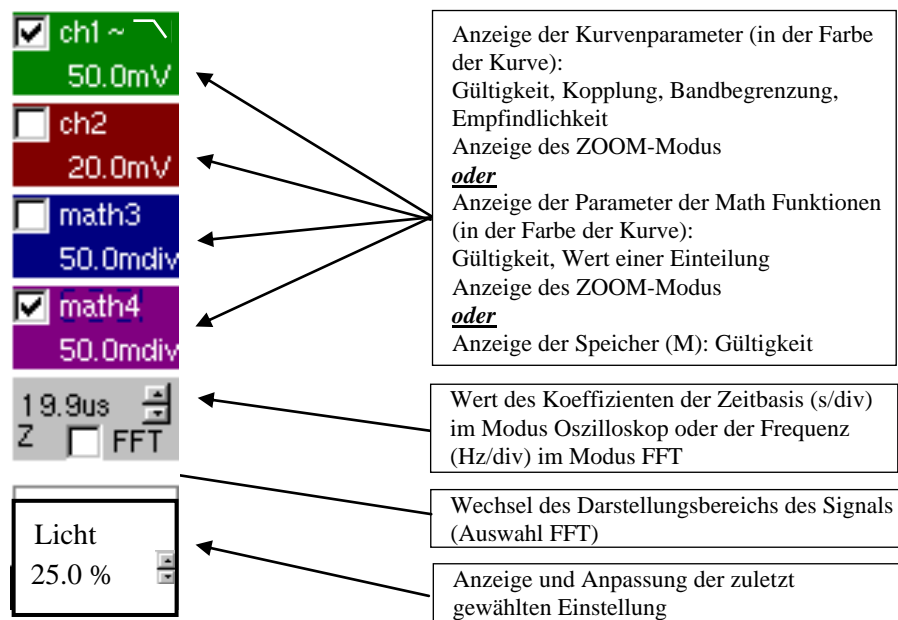 ch1 ~
50.0mV
ch2
20.0mV
math3
50.0mdiv
math4
50.0mdiv
19.9us
Z FFT
Licht
25.0 %
Anzeige der Kurvenparameter (in der Farbe
der Kurve):
Gültigkeit, Kopplung, Bandbegrenzung,
Empfindlichkeit
Anzeige des ZOOM-Modus
oder
Anzeige der Parameter der Math Funktionen
(in der Farbe der Kurve):
Gültigkeit, Wert einer Einteilung
Anzeige des ZOOM-Modus
oder
Anzeige der Speicher (M): Gültigkeit
Wert des Koeffizienten der Zeitbasis (s/div)
im Modus Oszilloskop oder der Frequenz
(Hz/div) im Modus FFT
Wechsel des Darstellungsbereichs des Signals
(Auswahl FFT)
Anzeige und Anpassung der zuletzt
gewählten Einstellung